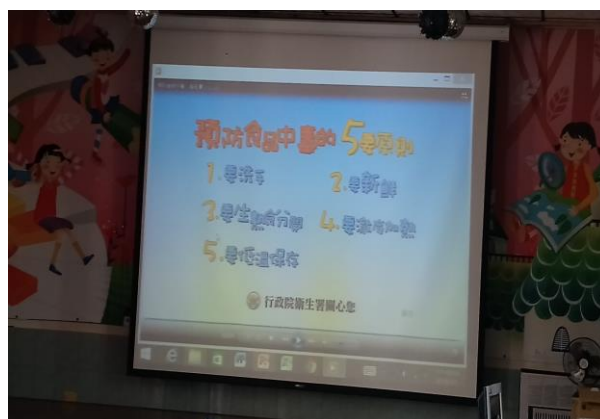 預防食品中毒的5要原則
1.要洗手 2.要新鮮
3.要生熟食分開 4.要澈底加熱
5.要低溫保存
行政院衛生署關心您